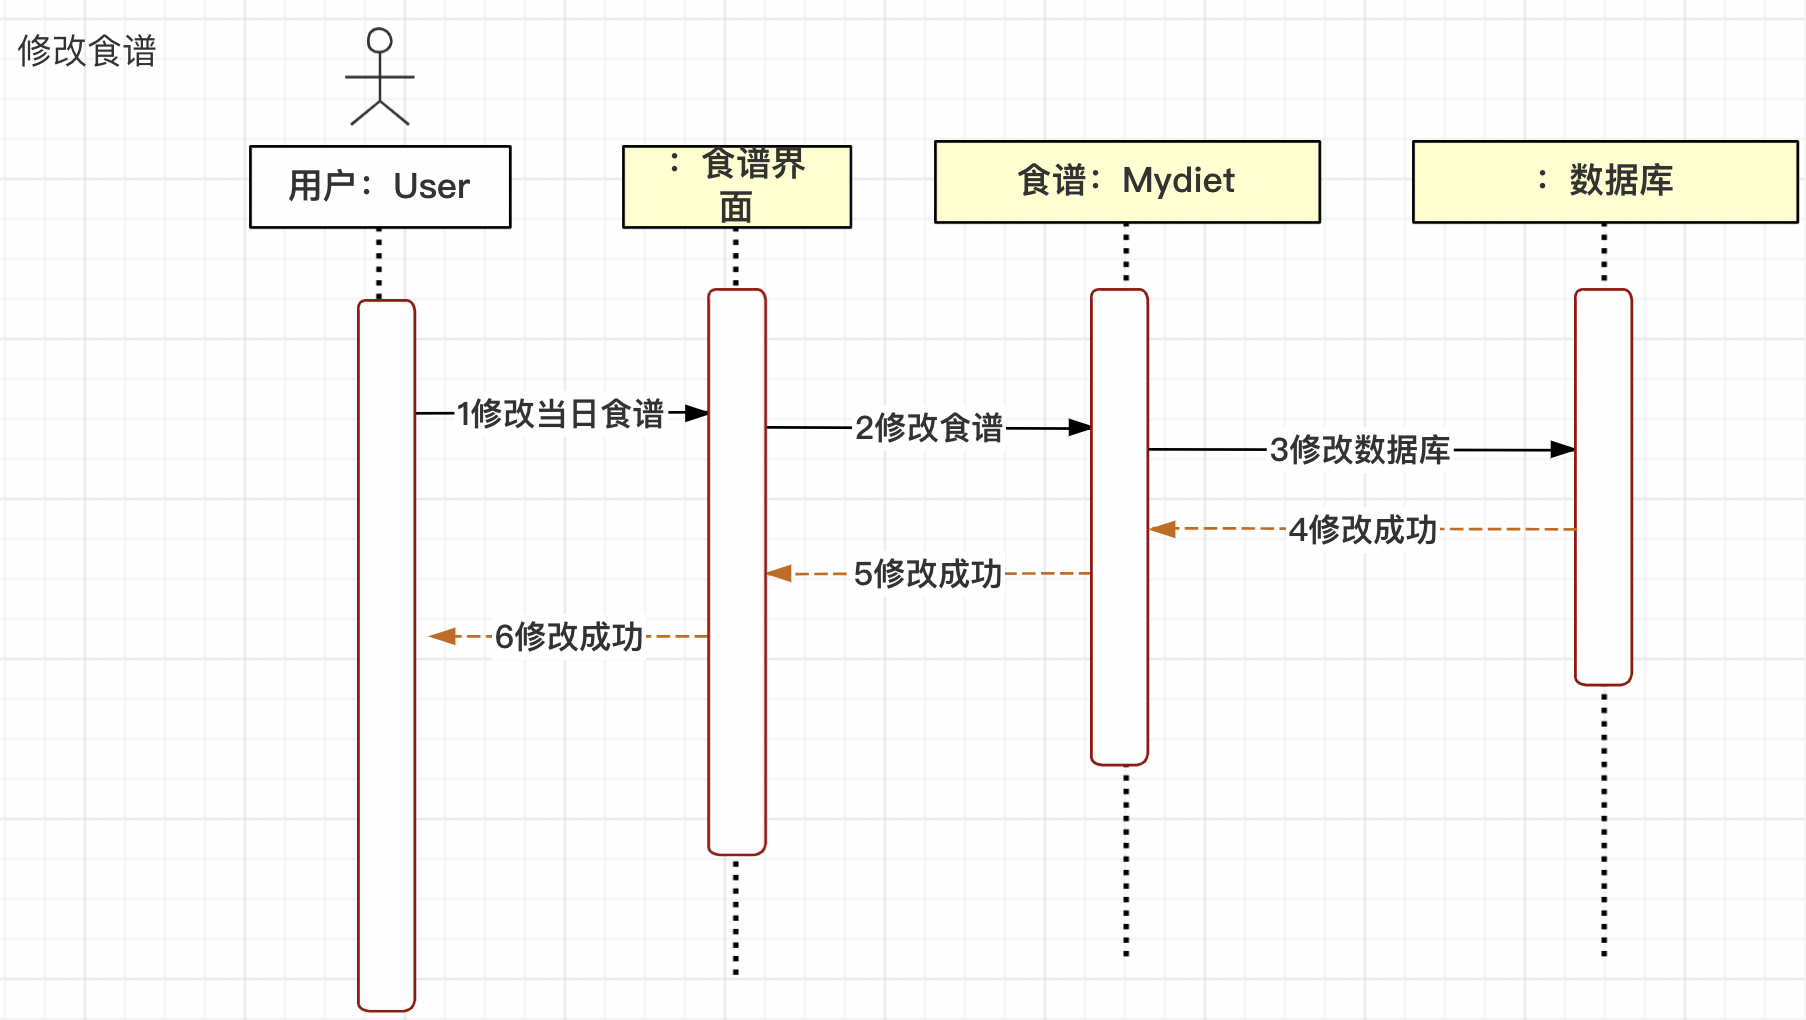 修改食谱
用户：User
：食谱界
面
食谱：Mydiet
：数据库
1修改当日食谱
2修改食谱
3修改数据库
4修改成功
5修改成功
6修改成功